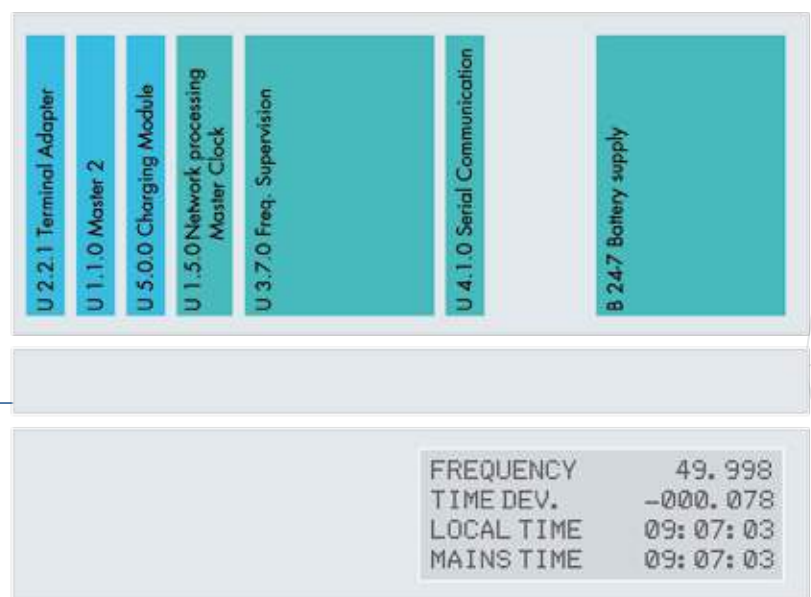 U 2.2.1 Terminal Adapter
U 1.1.0 Master 2
U 5.0.0 Charging Module
U 1.5.0 Network processing
Master Clock
U 3.7.0 Freq. Supervision
U 4.1.0 Serial Communication
B 24-7 Battery supply
FREQUENCY 49.998
TIME DEV. -000.078
LOCAL TIME 09:07:03
MAINS TIME 09:07:03